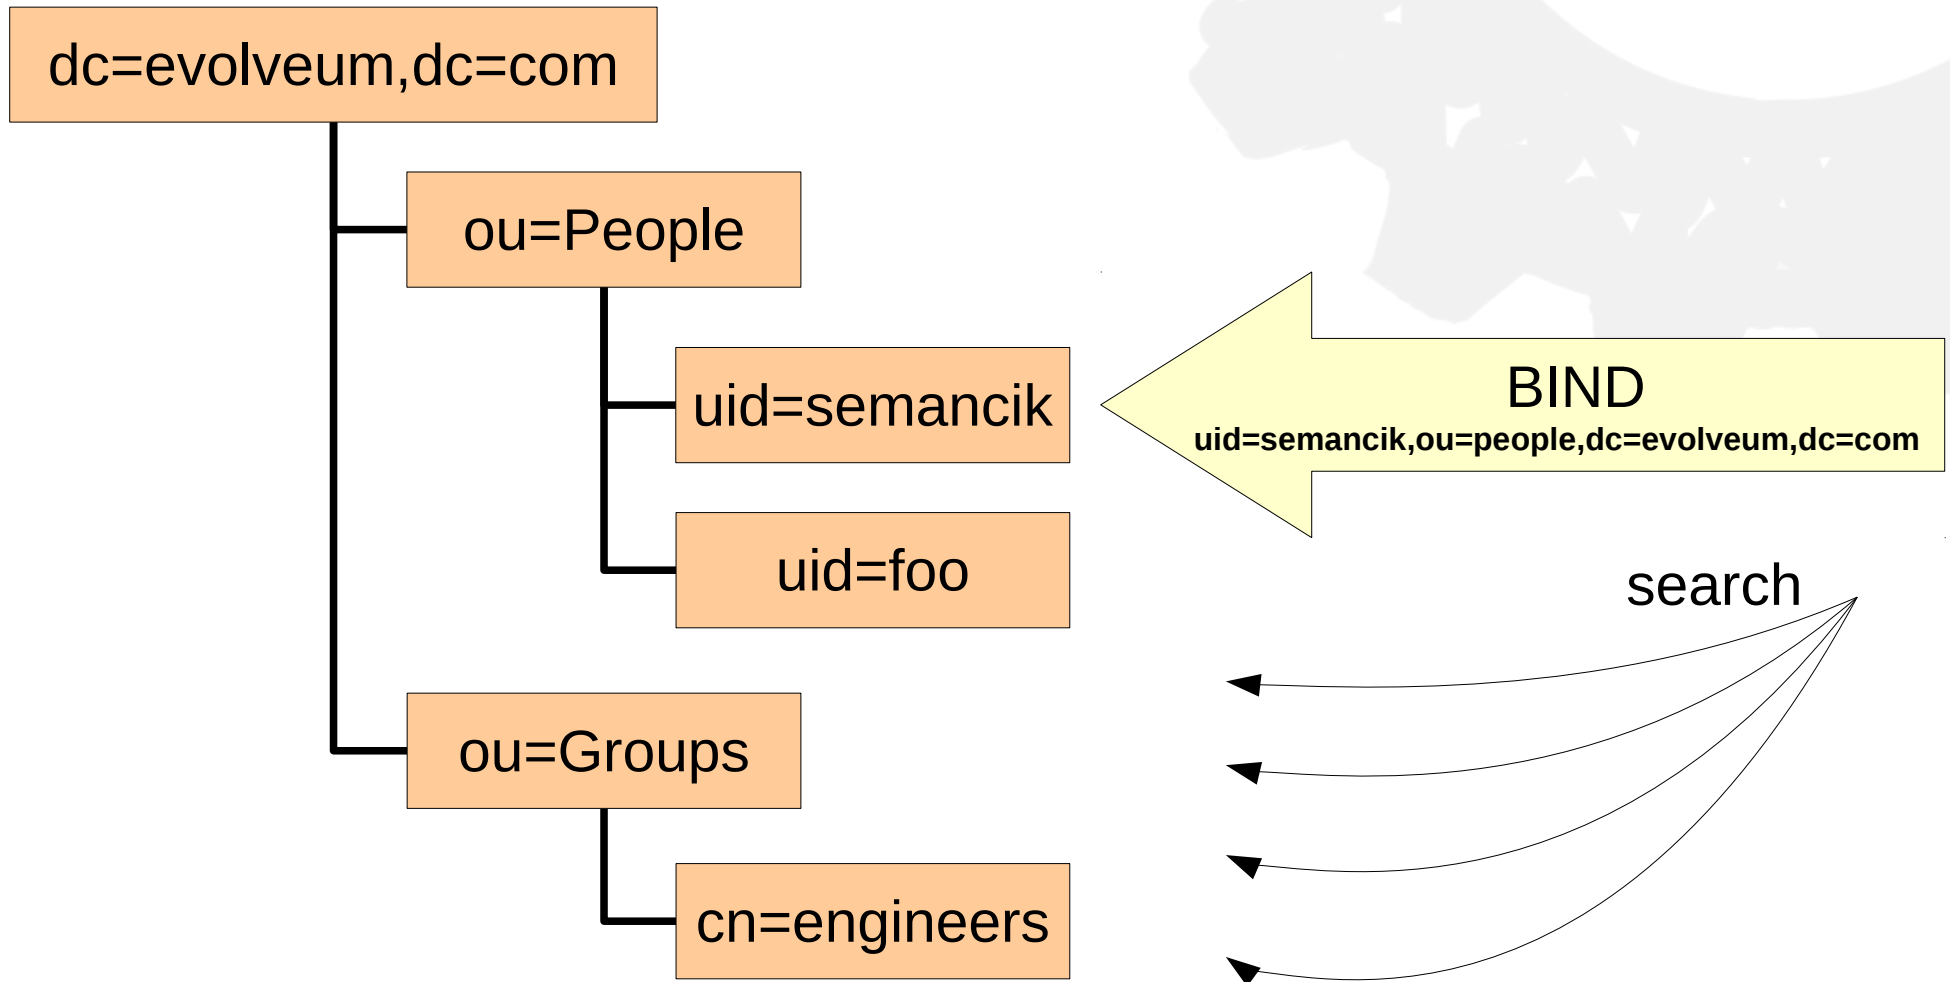 dc=evolveum,dc=com
ou=People
uid=semancik
BIND
uid=semancik,ou=people,dc=evolveum,dc=com
uid=foo
search
ou=Groups
cn=engineers